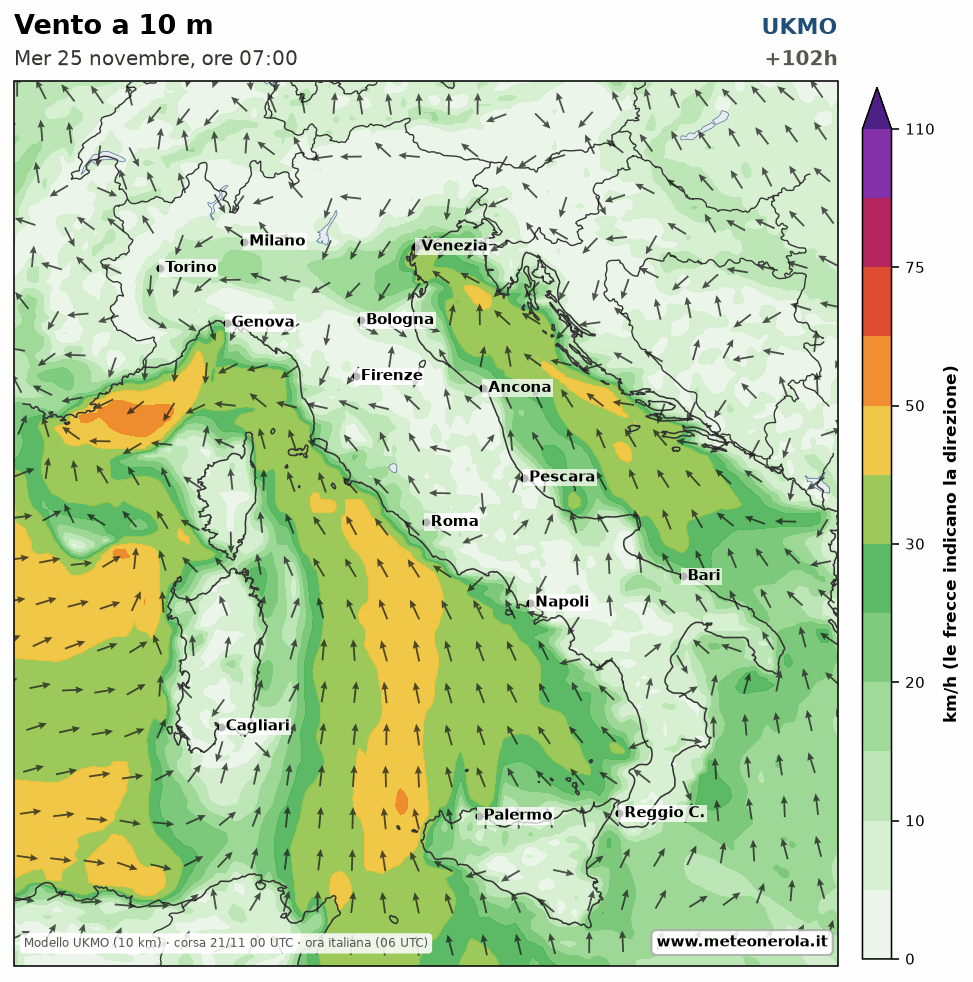 Vento a 10 m
UKMO
Mer 25 novembre, ore 07:00
+102h
Milano
Venezia
Torino
Genova
Bologna
Firenze
Ancona
Pescara
Roma
Bari
Napoli
Cagliari
Palermo
Reggio C.
Modello UKMO (10 km) · corsa 21/11 00 UTC · ora italiana (06 UTC)
www.meteonerola.it
110
75
50
30
20
10
0
km/h (le frecce indicano la direzione)